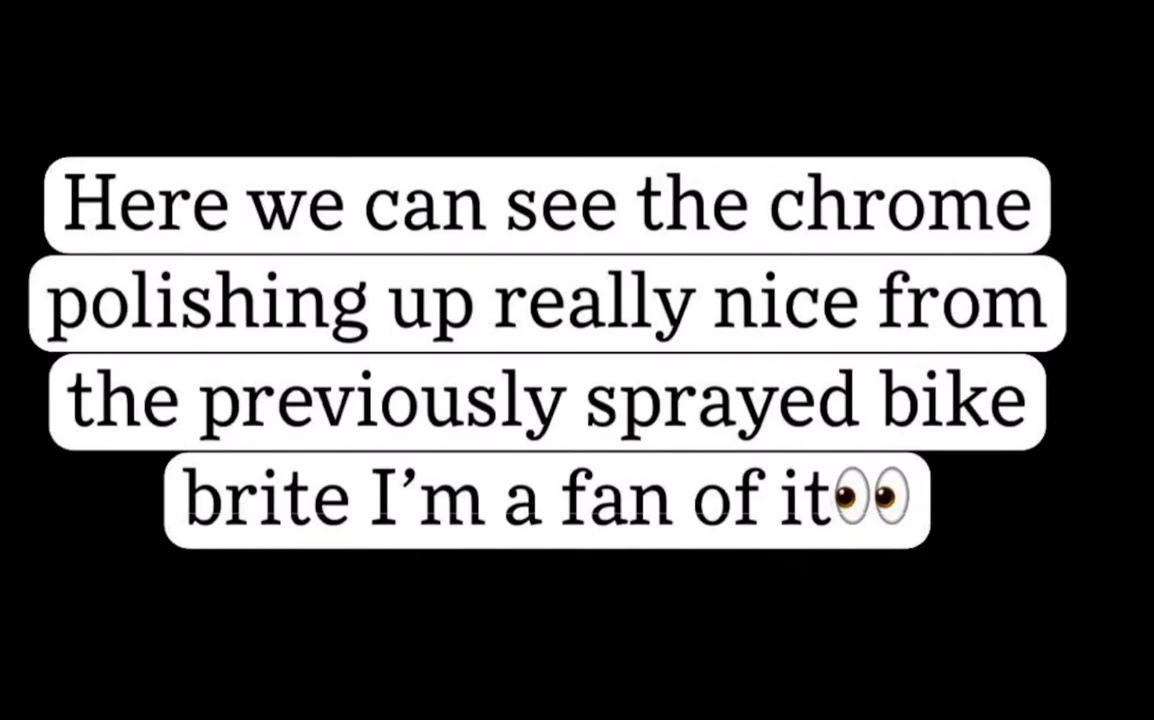 Here we can see the chrome
polishing up really nice from
the previously sprayed bike
brite I’m a fan of it👀